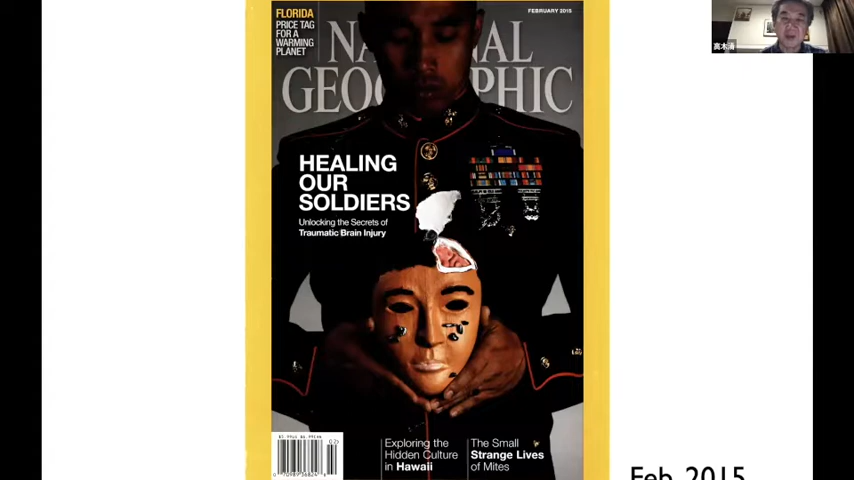 FLORIDA
PRICE TAG
FOR A
WARMING
PLANET
FEBRUARY 2015
NATIONAL
GEOGRAPHIC
HEALING
OUR
SOLDIERS
Unlocking the Secrets of
Traumatic Brain Injury
Exploring the
Hidden Culture
in Hawaii
The Small
Strange Lives
of Mites
02
Feb. 2015